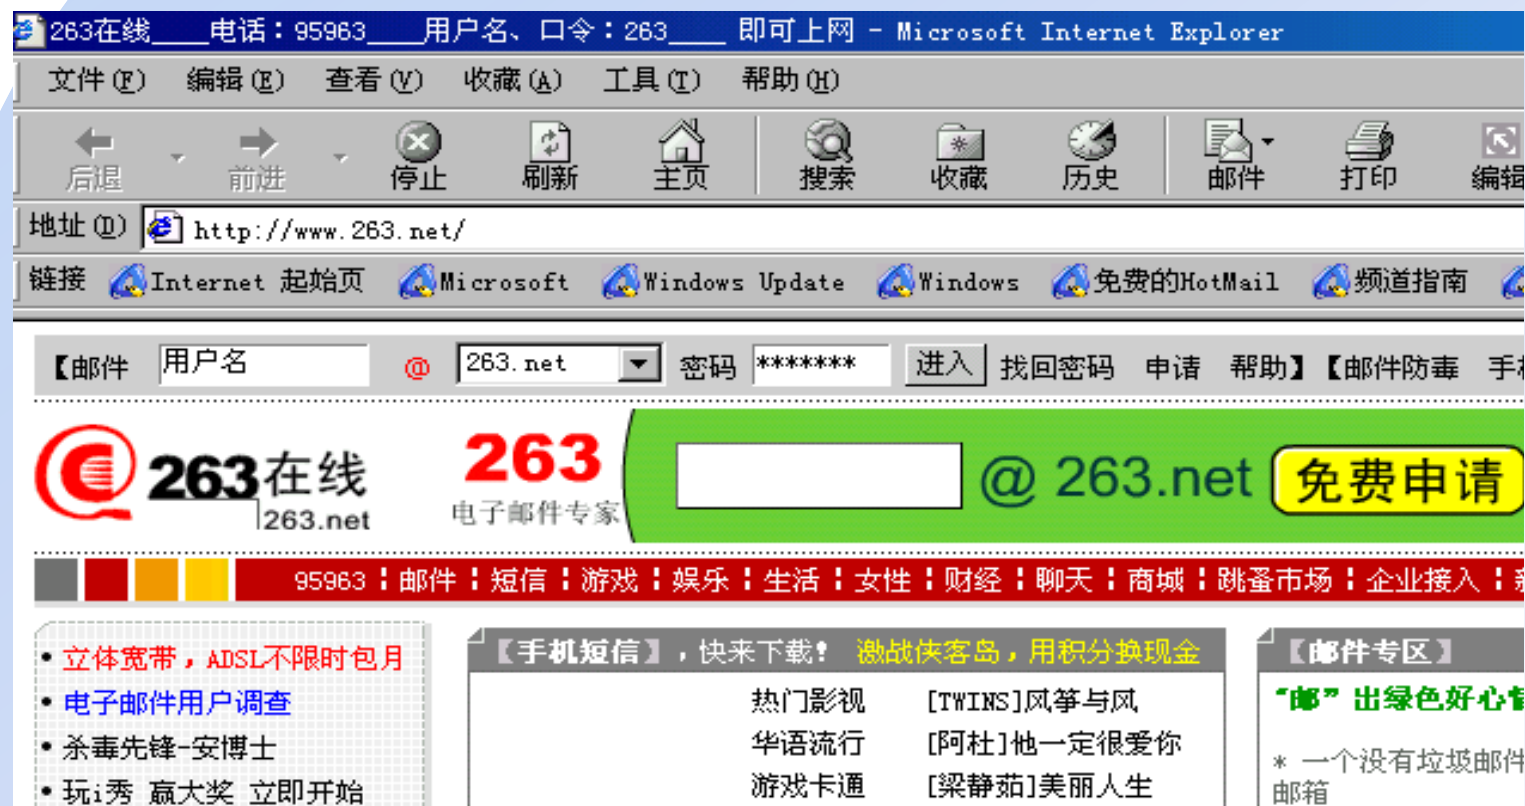 263在线____电话：95963____用户名、口令：263____ 即可上网 - Microsoft Internet Explorer
文件(F) 编辑(E) 查看(V) 收藏(A) 工具(T) 帮助(H)
后退 前进 停止 刷新 主页 搜索 收藏 历史 邮件 打印 编辑
地址(D) http://www.263.net/
链接 Internet 起始页 Microsoft Windows Update Windows 免费的HotMail 频道指南
【邮件 用户名 @ 263.net 密码 ******* 进入 找回密码 申请 帮助】【邮件防毒 手
263在线 263 @ 263.net 免费申请
263.net 电子邮件专家
95963 邮件 短信 游戏 娱乐 生活 女性 财经 聊天 商城 跳蚤市场 企业接入
• 立体宽带，ADSL不限时包月 【手机短信】，快来下载！ 激战侠客岛，用积分换现金 【邮件专区】
• 电子邮件用户调查 热门影视 [TWINS]风筝与风 “邮”出绿色好心
• 杀毒先锋-安博士 华语流行 [阿杜]他一定很爱你 * 一个没有垃圾邮件
• 玩i秀 赢大奖 立即开始 游戏卡通 [梁静茹]美丽人生 邮箱